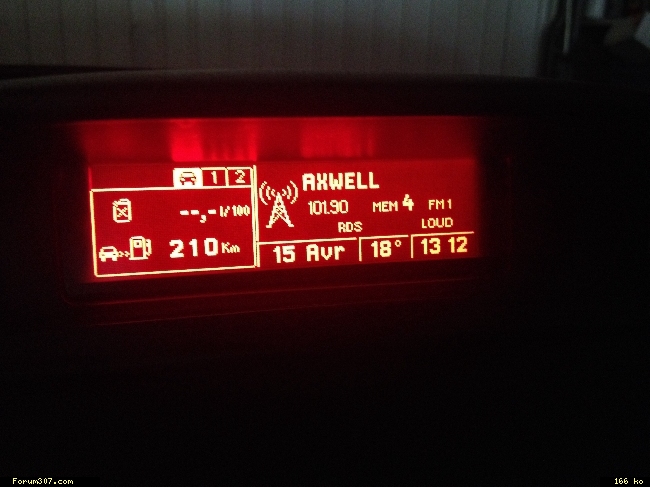 1 2
--,- l/100
210 Km
AXWELL
101.90 MEM 4 FM1
RDS LOUD
15 Avr 18° 13 12
Forum307.com
166 ko